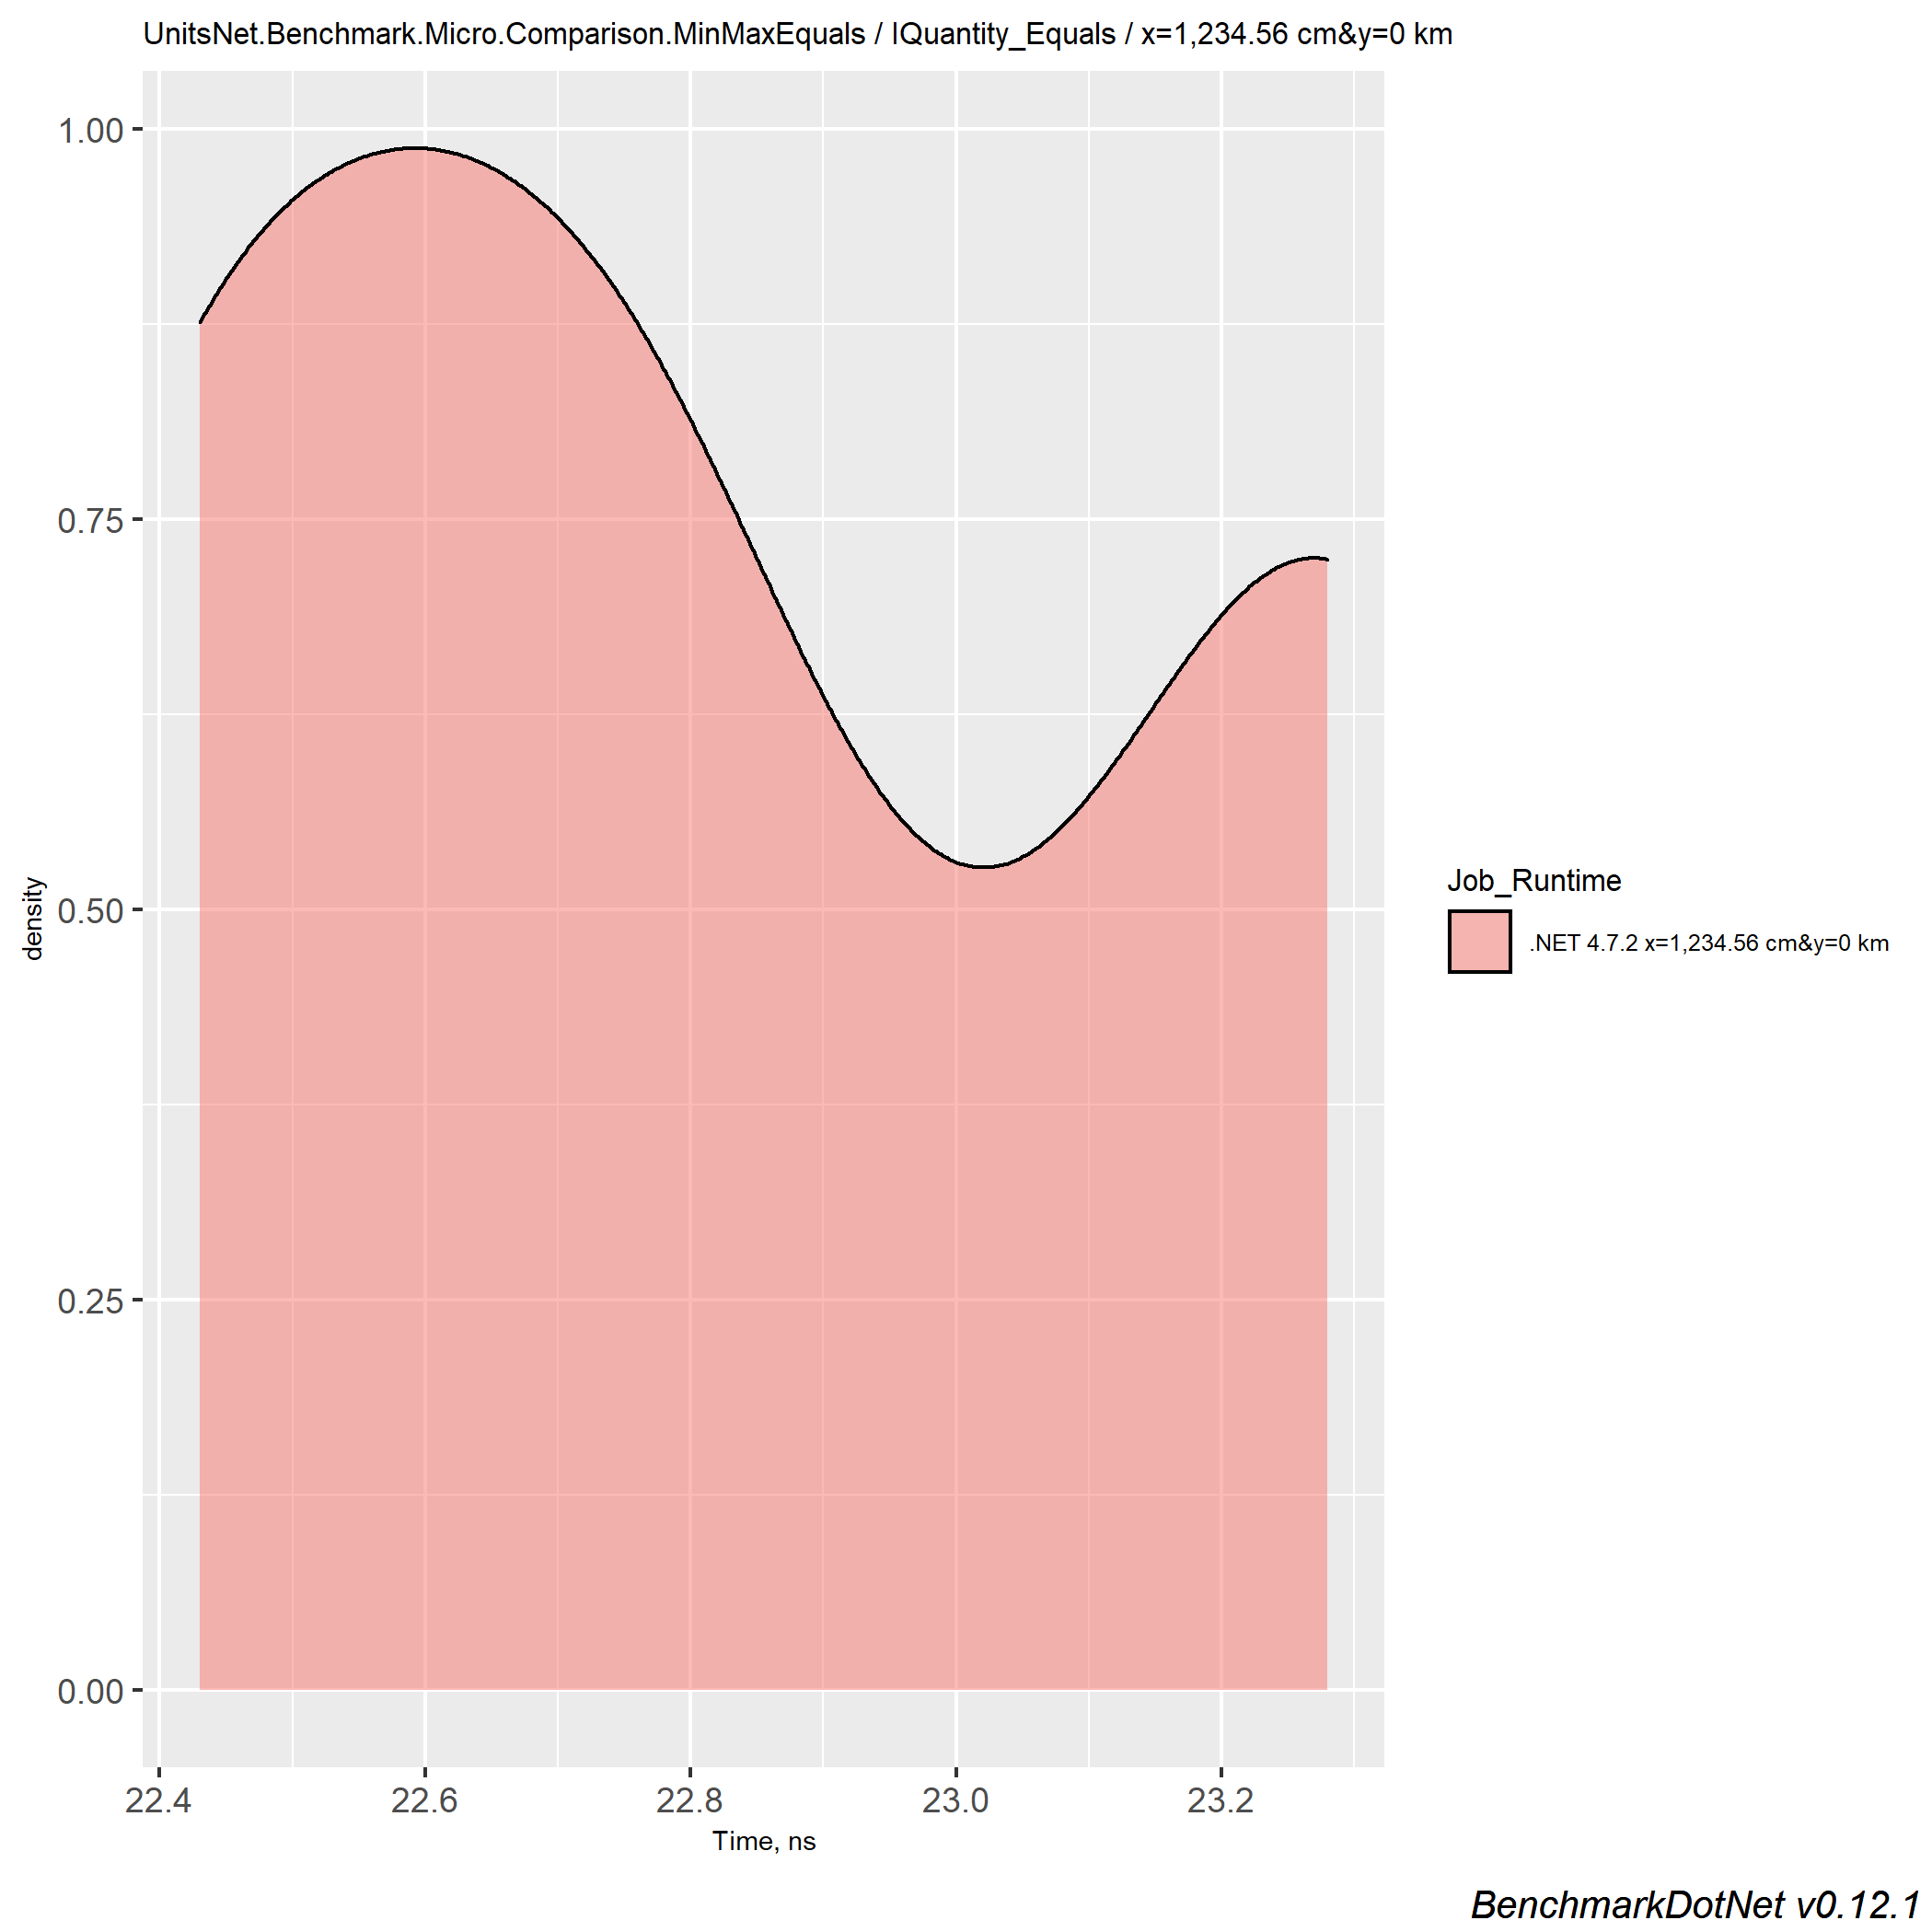 UnitsNet.Benchmark.Micro.Comparison.MinMaxEquals / IQuantity_Equals / x=1,234.56 cm&y=0 km
1.00
0.75
0.50
0.25
0.00
density
22.4 22.6 22.8 23.0 23.2
Time, ns
Job_Runtime
.NET 4.7.2 x=1,234.56 cm&y=0 km
BenchmarkDotNet v0.12.1